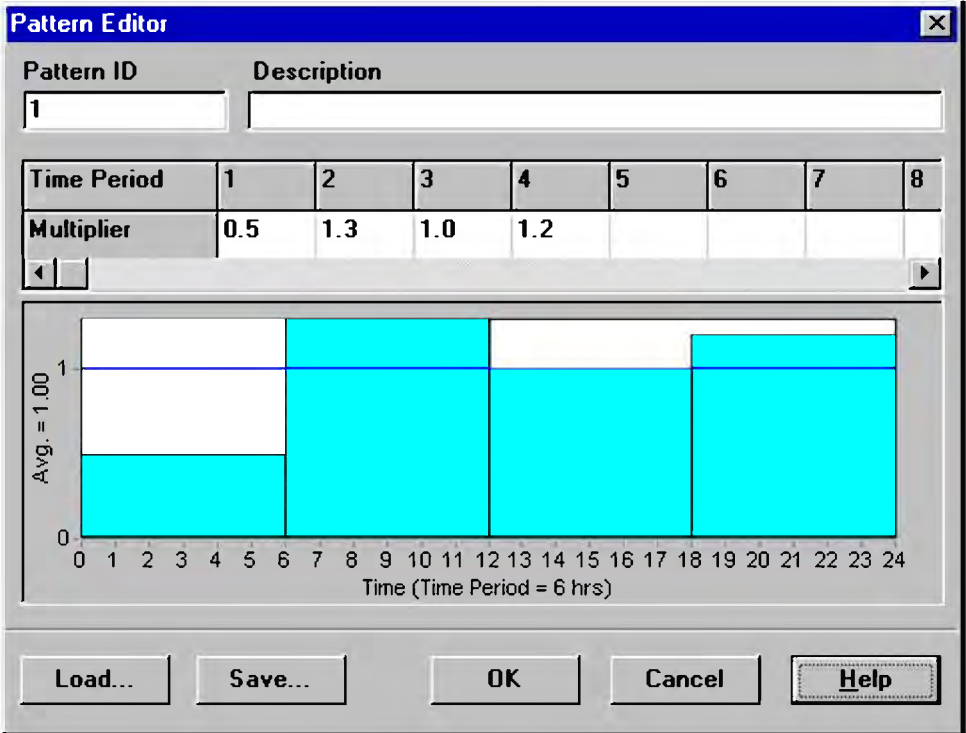 Pattern Editor
Pattern ID Description
1
Time Period 1 2 3 4 5 6 7 8
Multiplier 0.5 1.3 1.0 1.2
Avg. = 1.00
1
0
0 1 2 3 4 5 6 7 8 9 10 11 12 13 14 15 16 17 18 19 20 21 22 23 24
Time (Time Period = 6 hrs)
Load... Save... OK Cancel Help